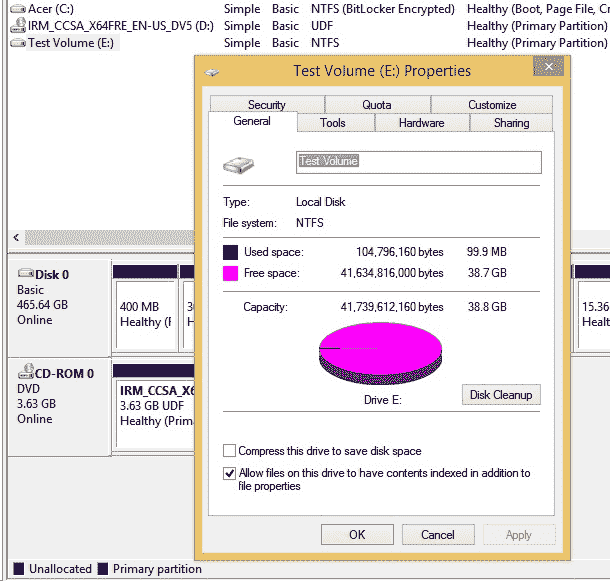 Acer (C:) Simple Basic NTFS (BitLocker Encrypted) Healthy (Boot, Page File, Cr
IRM_CCSA_X64FRE_EN-US_DV5 (D:) Simple Basic UDF Healthy (Primary Partition)
Test Volume (E:) Simple Basic NTFS Healthy (Primary Partition)
Test Volume (E:) Properties
Security Quota Customize
General Tools Hardware Sharing
Test Volume
Type: Local Disk
File system: NTFS
Used space: 104,796,160 bytes 99.9 MB
Free space: 41,634,816,000 bytes 38.7 GB
Capacity: 41,739,612,160 bytes 38.8 GB
Drive E:
Disk Cleanup
Compress this drive to save disk space
Allow files on this drive to have contents indexed in addition to
file properties
OK Cancel Apply
Disk 0
Basic
465.64 GB
Online
400 MB
Healthy (
15.36
Healt
CD-ROM 0
DVD
3.63 GB
Online
IRM_CCSA_X6
3.63 GB UDF
Healthy (Prim
Unallocated Primary partition